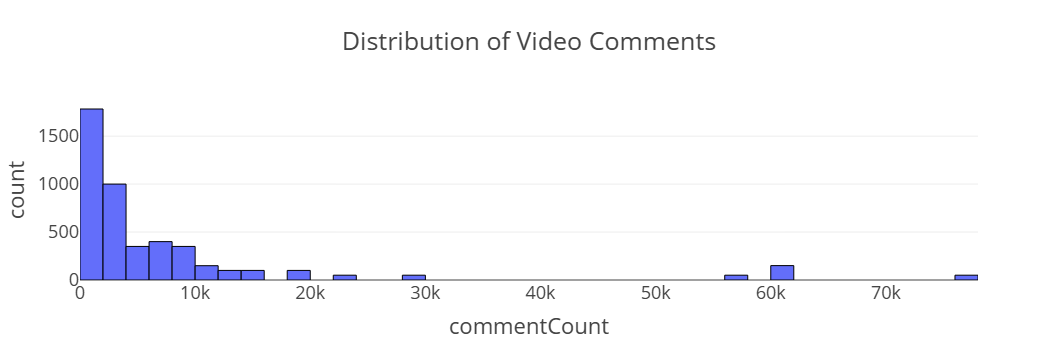 Distribution of Video Comments
count
1500
1000
500
0
0 10k 20k 30k 40k 50k 60k 70k
commentCount